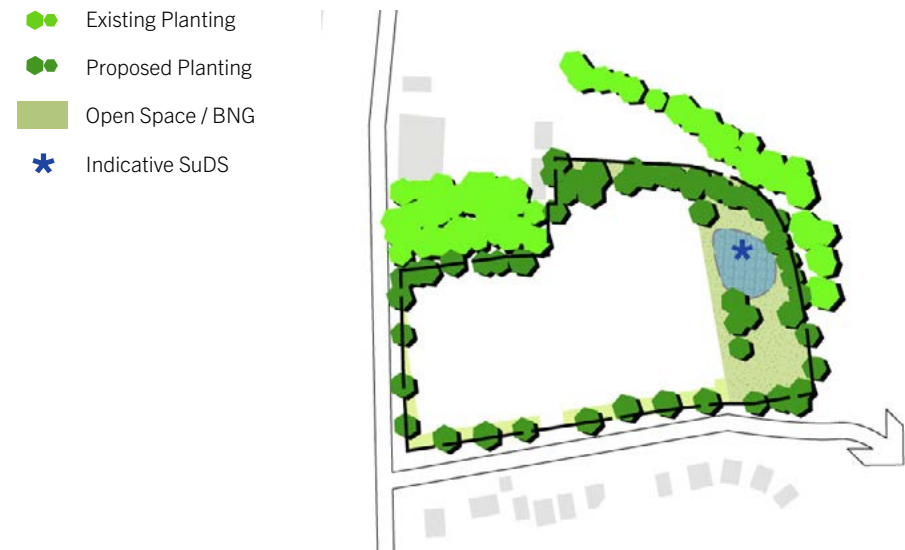 Existing Planting
Proposed Planting
Open Space / BNG
Indicative SuDS